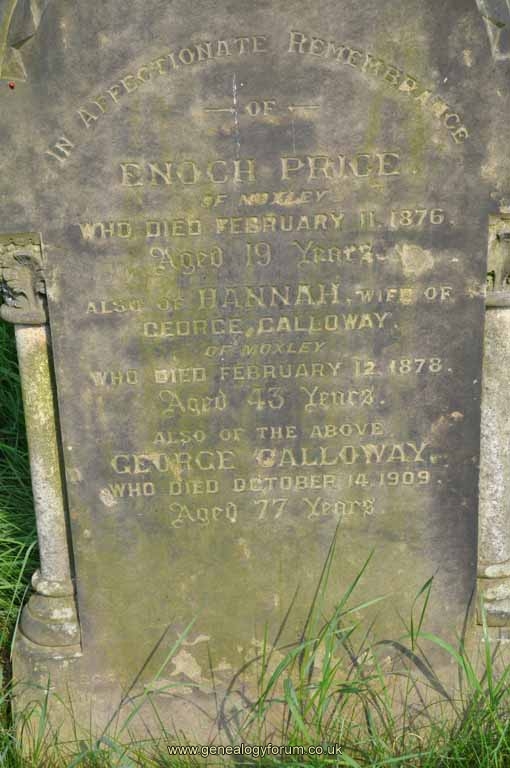 IN AFFECTIONATE REMEMBRANCE
OF
ENOCH PRICE.
OF MOXLEY
WHO DIED FEBRUARY 11. 1876.
Aged 19 Years.
ALSO OF HANNAH, WIFE OF
GEORGE, GALLOWAY,
OF MOXLEY
WHO DIED FEBRUARY 12. 1878.
Aged 43 Years.
ALSO OF THE ABOVE
GEORGE GALLOWAY,
WHO DIED OCTOBER 14. 1909.
Aged 77 Years
www.genealogyforum.co.uk